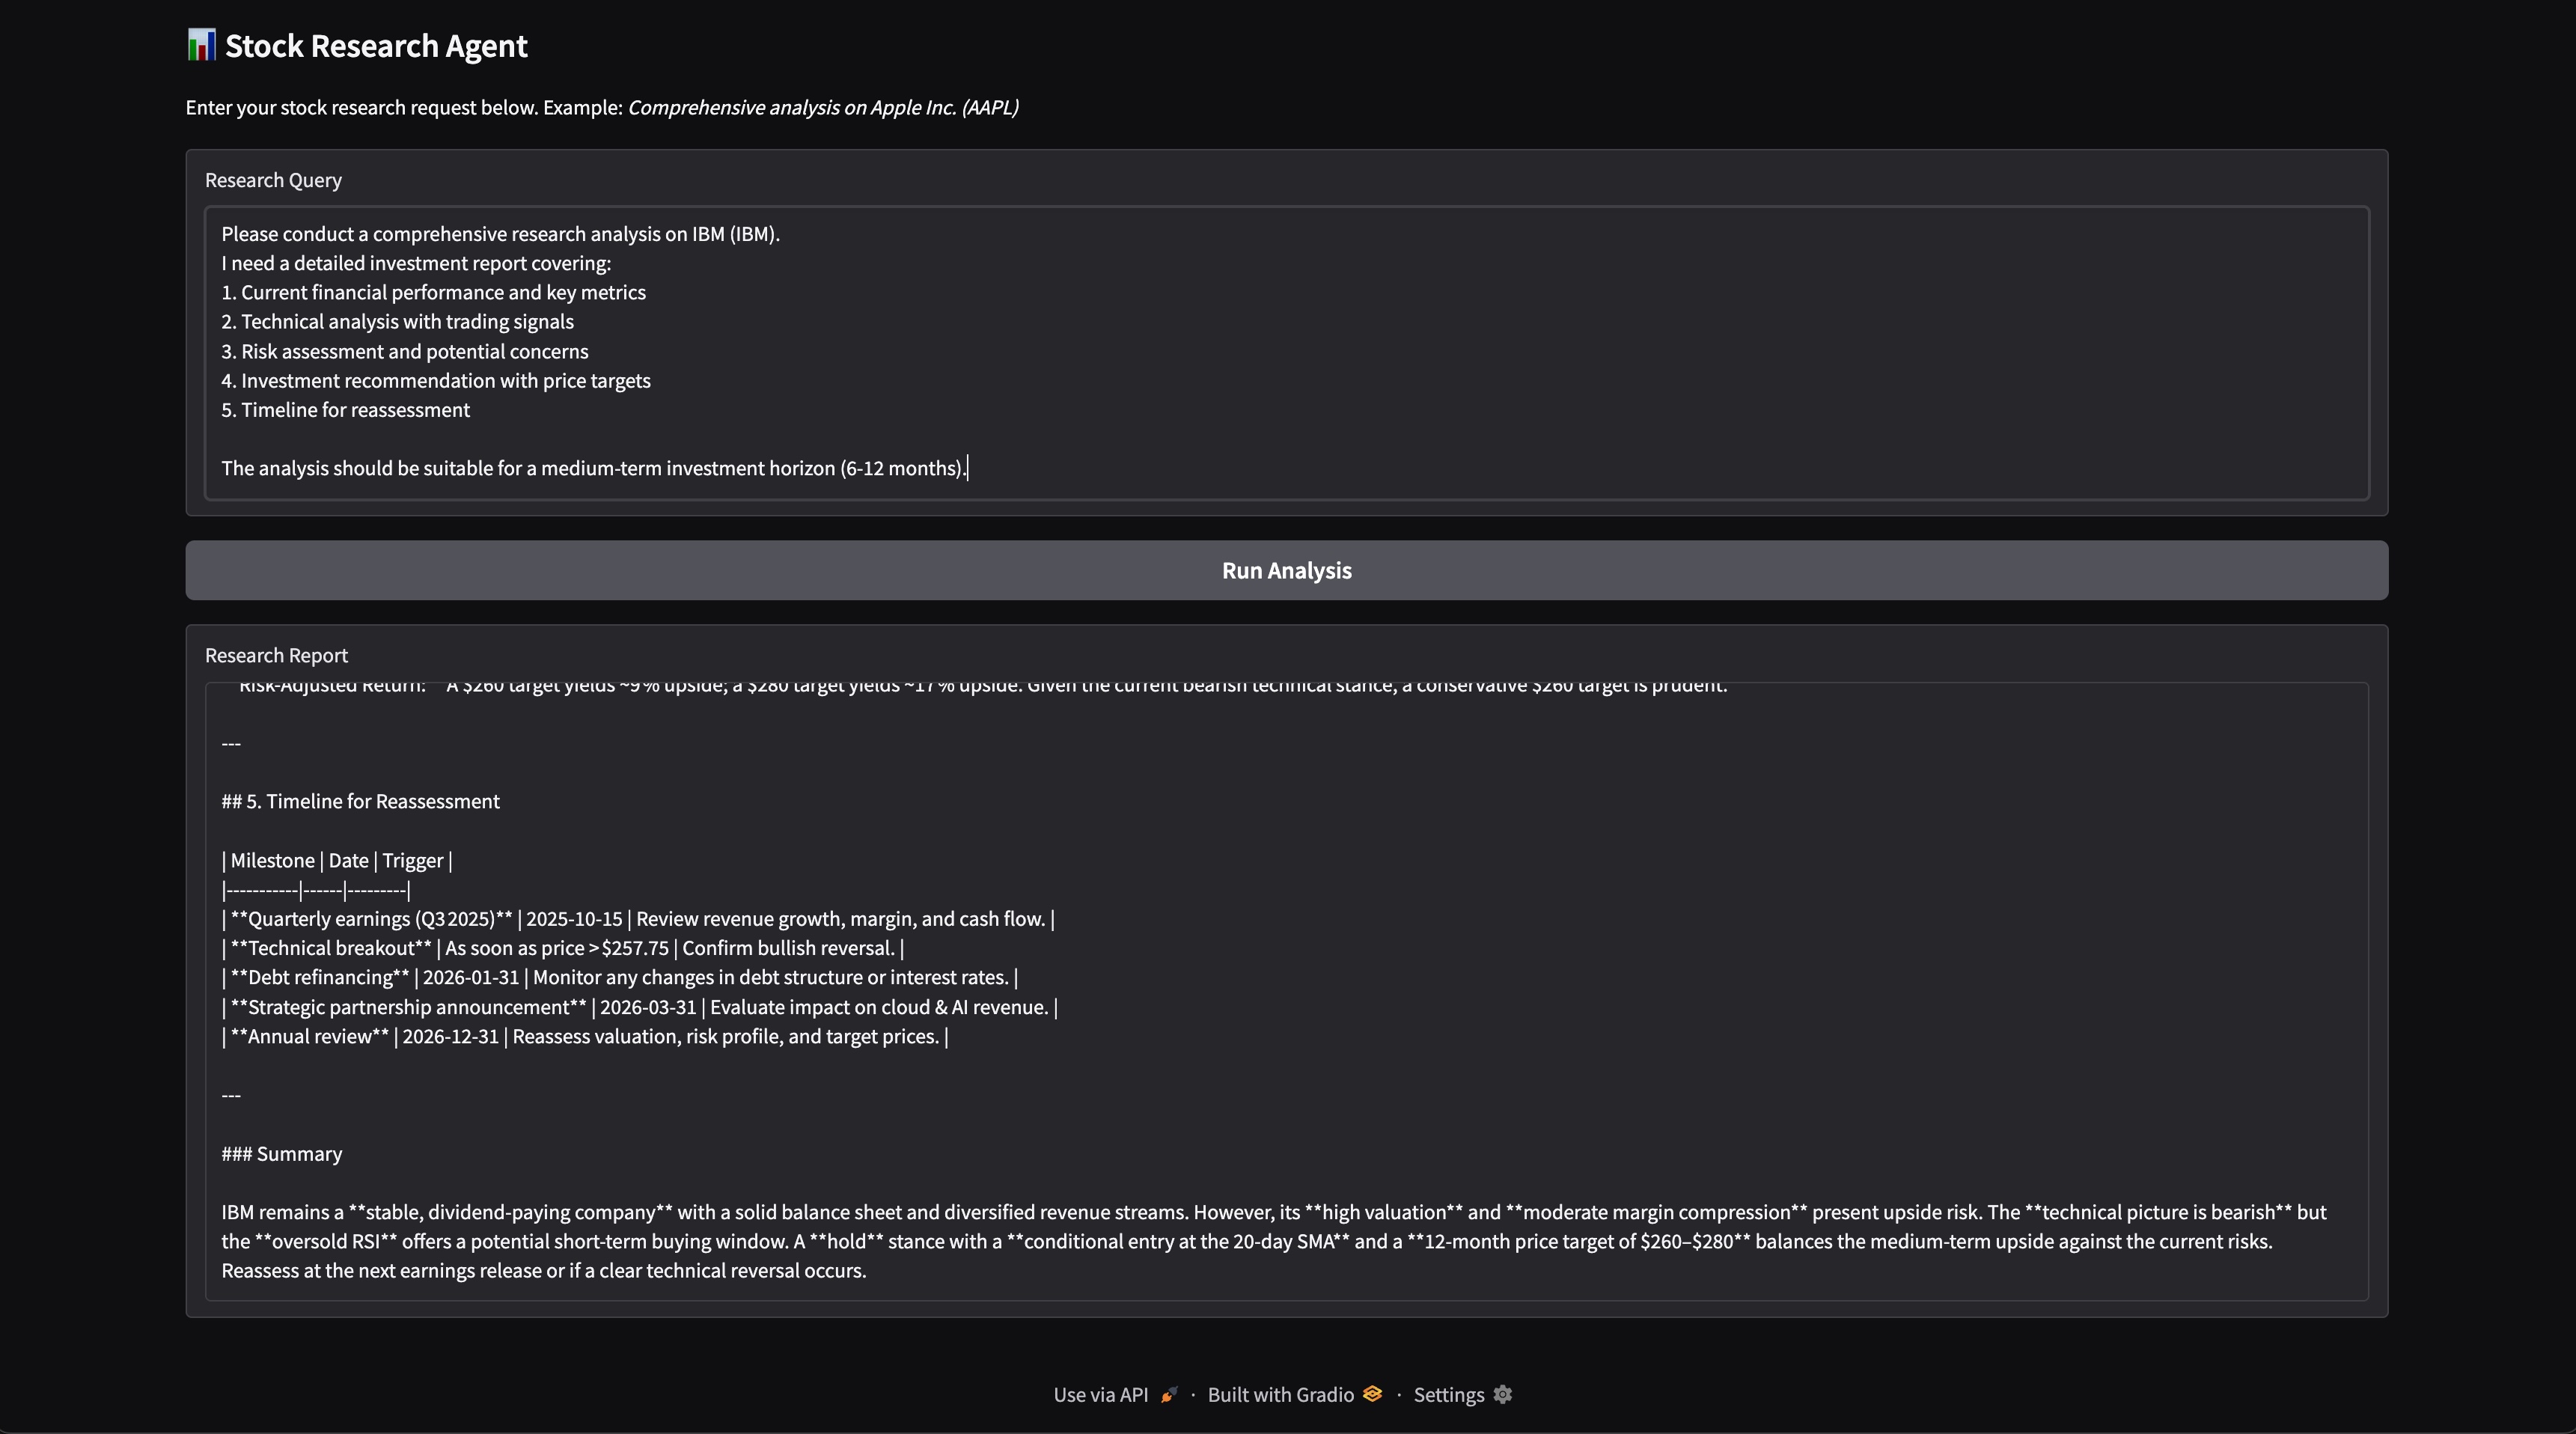 Stock Research Agent
Enter your stock research request below. Example: Comprehensive analysis on Apple Inc. (AAPL)
Research Query
Please conduct a comprehensive research analysis on IBM (IBM).
I need a detailed investment report covering:
1. Current financial performance and key metrics
2. Technical analysis with trading signals
3. Risk assessment and potential concerns
4. Investment recommendation with price targets
5. Timeline for reassessment
The analysis should be suitable for a medium-term investment horizon (6-12 months).
Run Analysis
Research Report
Risk-Adjusted Return: A $260 target yields ~9% upside; a $280 target yields ~17% upside. Given the current bearish technical stance, a conservative $260 target is prudent.
---
## 5. Timeline for Reassessment
| Milestone | Date | Trigger |
|-----------|------|---------|
| **Quarterly earnings (Q3 2025)** | 2025-10-15 | Review revenue growth, margin, and cash flow. |
| **Technical breakout** | As soon as price > $257.75 | Confirm bullish reversal. |
| **Debt refinancing** | 2026-01-31 | Monitor any changes in debt structure or interest rates. |
| **Strategic partnership announcement** | 2026-03-31 | Evaluate impact on cloud & AI revenue. |
| **Annual review** | 2026-12-31 | Reassess valuation, risk profile, and target prices. |
---
### Summary
IBM remains a **stable, dividend-paying company** with a solid balance sheet and diversified revenue streams. However, its **high valuation** and **moderate margin compression** present upside risk. The **technical picture is bearish** but
the **oversold RSI** offers a potential short-term buying window. A **hold** stance with a **conditional entry at the 20-day SMA** and a **12-month price target of $260–$280** balances the medium-term upside against the current risks.
Reassess at the next earnings release or if a clear technical reversal occurs.
Use via API · Built with Gradio · Settings